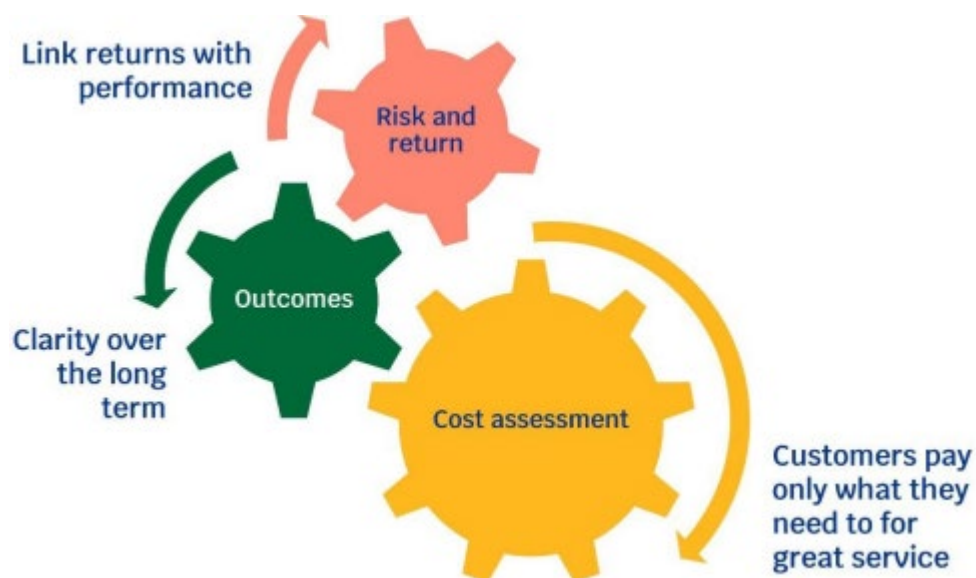 Link returns with
performance
Risk and
return
Outcomes
Clarity over
the long
term
Cost assessment
Customers pay
only what they
need to for
great service